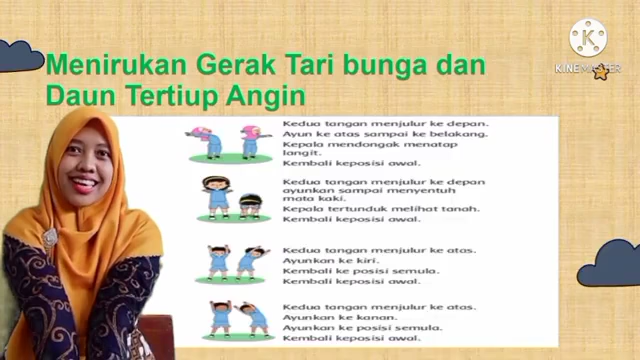 Menirukan Gerak Tari bunga dan
Daun Tertiup Angin
KINEMASTER
Kedua tangan menjulur ke depan.
Ayun ke atas sampai ke belakang.
Kepala mendongak menatap
langit.
Kembali keposisi awal.
Kedua tangan menjulur ke depan
ayunkan sampai menyentuh
mata kaki.
Kepala tertunduk melihat tanah.
Kembali keposisi awal.
Kedua tangan menjulur ke atas.
Ayunkan ke kiri.
Kembali ke posisi semula.
Kembali keposisi awal.
Kedua tangan menjulur ke atas.
Ayunkan ke kanan.
Ayunkan ke posisi semula.
Kembali keposisi awal.